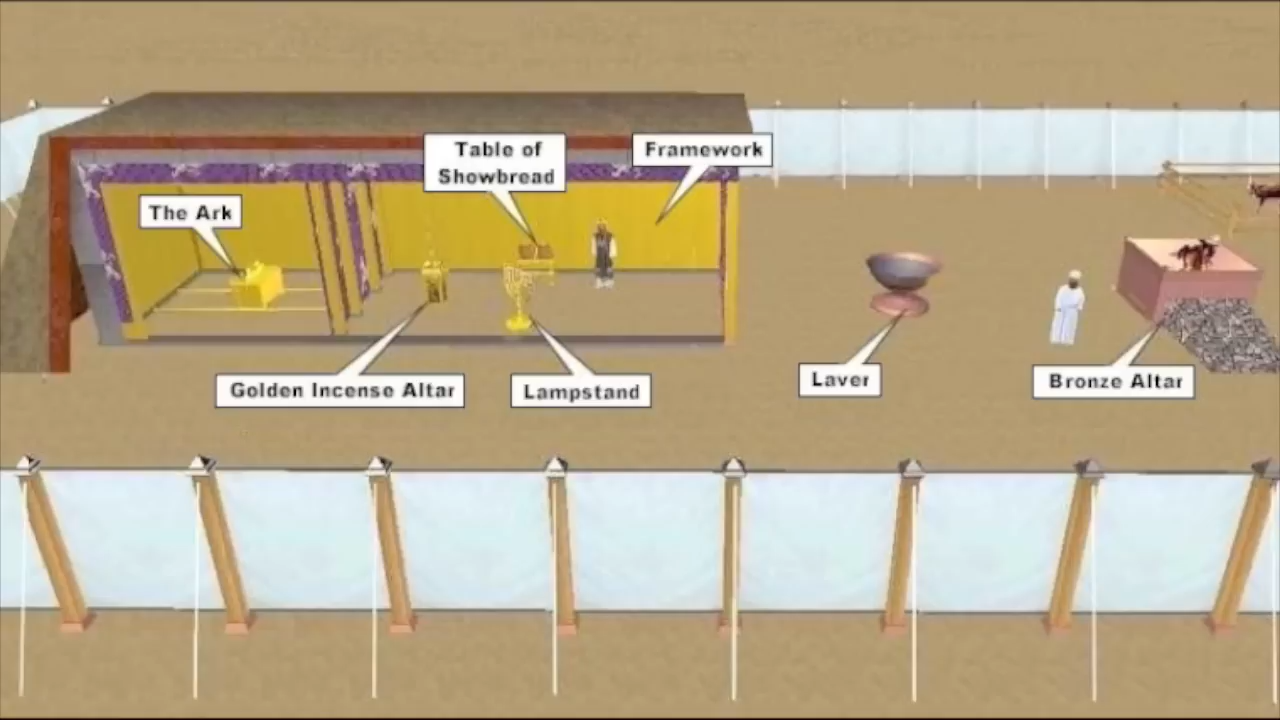 Table of
Showbread
Framework
The Ark
Golden Incense Altar
Lampstand
Laver
Bronze Altar